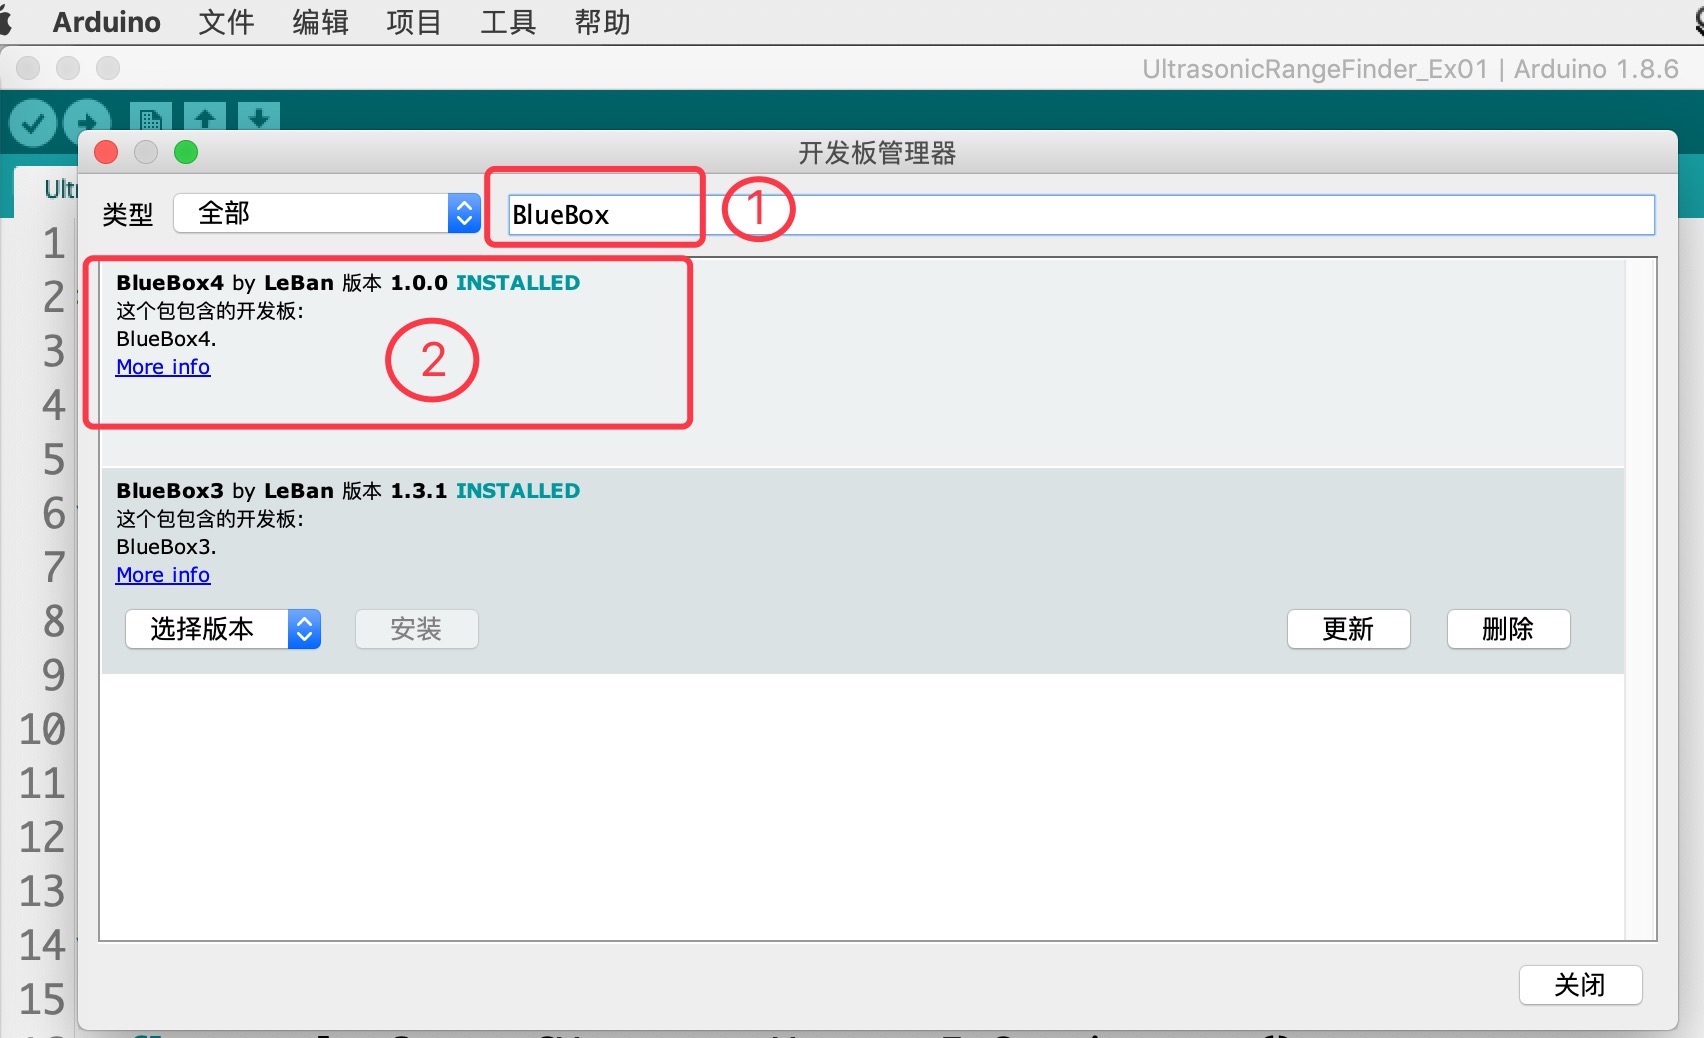 Arduino 文件 编辑 项目 工具 帮助
UltrasonicRangeFinder_Ex01 | Arduino 1.8.6
开发板管理器
Ult
类型 全部 BlueBox 1
BlueBox4 by LeBan 版本 1.0.0 INSTALLED
这个包包含的开发板:
BlueBox4.
More info
2
BlueBox3 by LeBan 版本 1.3.1 INSTALLED
这个包包含的开发板:
BlueBox3.
More info
选择版本 安装 更新 删除
关闭
1
2
3
4
5
6
7
8
9
10
11
12
13
14
15